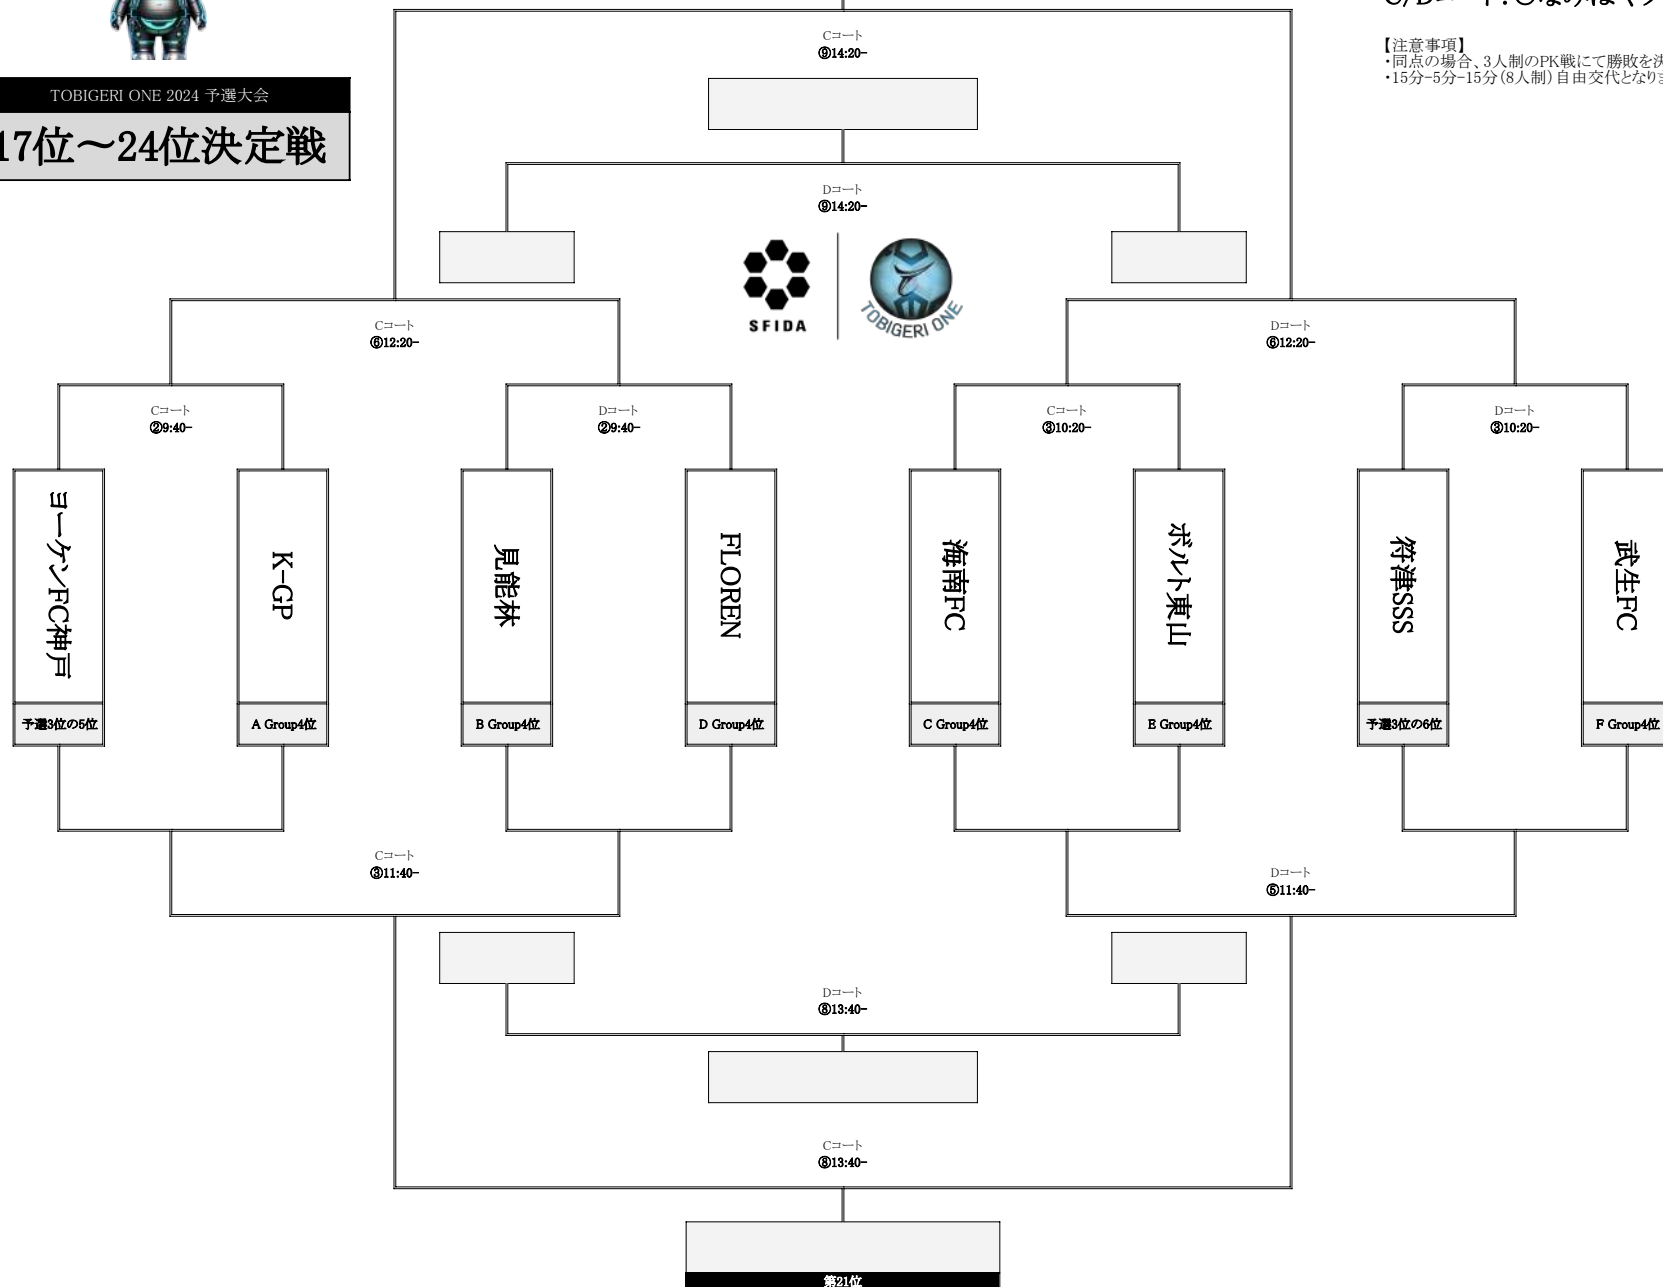 Cコート
⑨14:20-
【注意事項】
・同点の場合、3人制のPK戦にて勝敗を決
・15分-5分-15分(8人制)自由交代となりま
TOBIGERI ONE 2024 予選大会
17位～24位決定戦
Dコート
⑨14:20-
SFIDA
TOBIGERI ONE
Cコート
⑥12:20-
Dコート
⑥12:20-
Cコート
②9:40-
Dコート
②9:40-
Cコート
③10:20-
Dコート
③10:20-
ヨーケンFC神戸
K-GP
見能林
FLOREN
海南FC
ボルト東山
符津SSS
武生FC
予選3位の5位
A Group4位
B Group4位
D Group4位
C Group4位
E Group4位
予選3位の6位
F Group4位
Cコート
③11:40-
Dコート
⑤11:40-
Dコート
⑧13:40-
Cコート
⑧13:40-
第21位